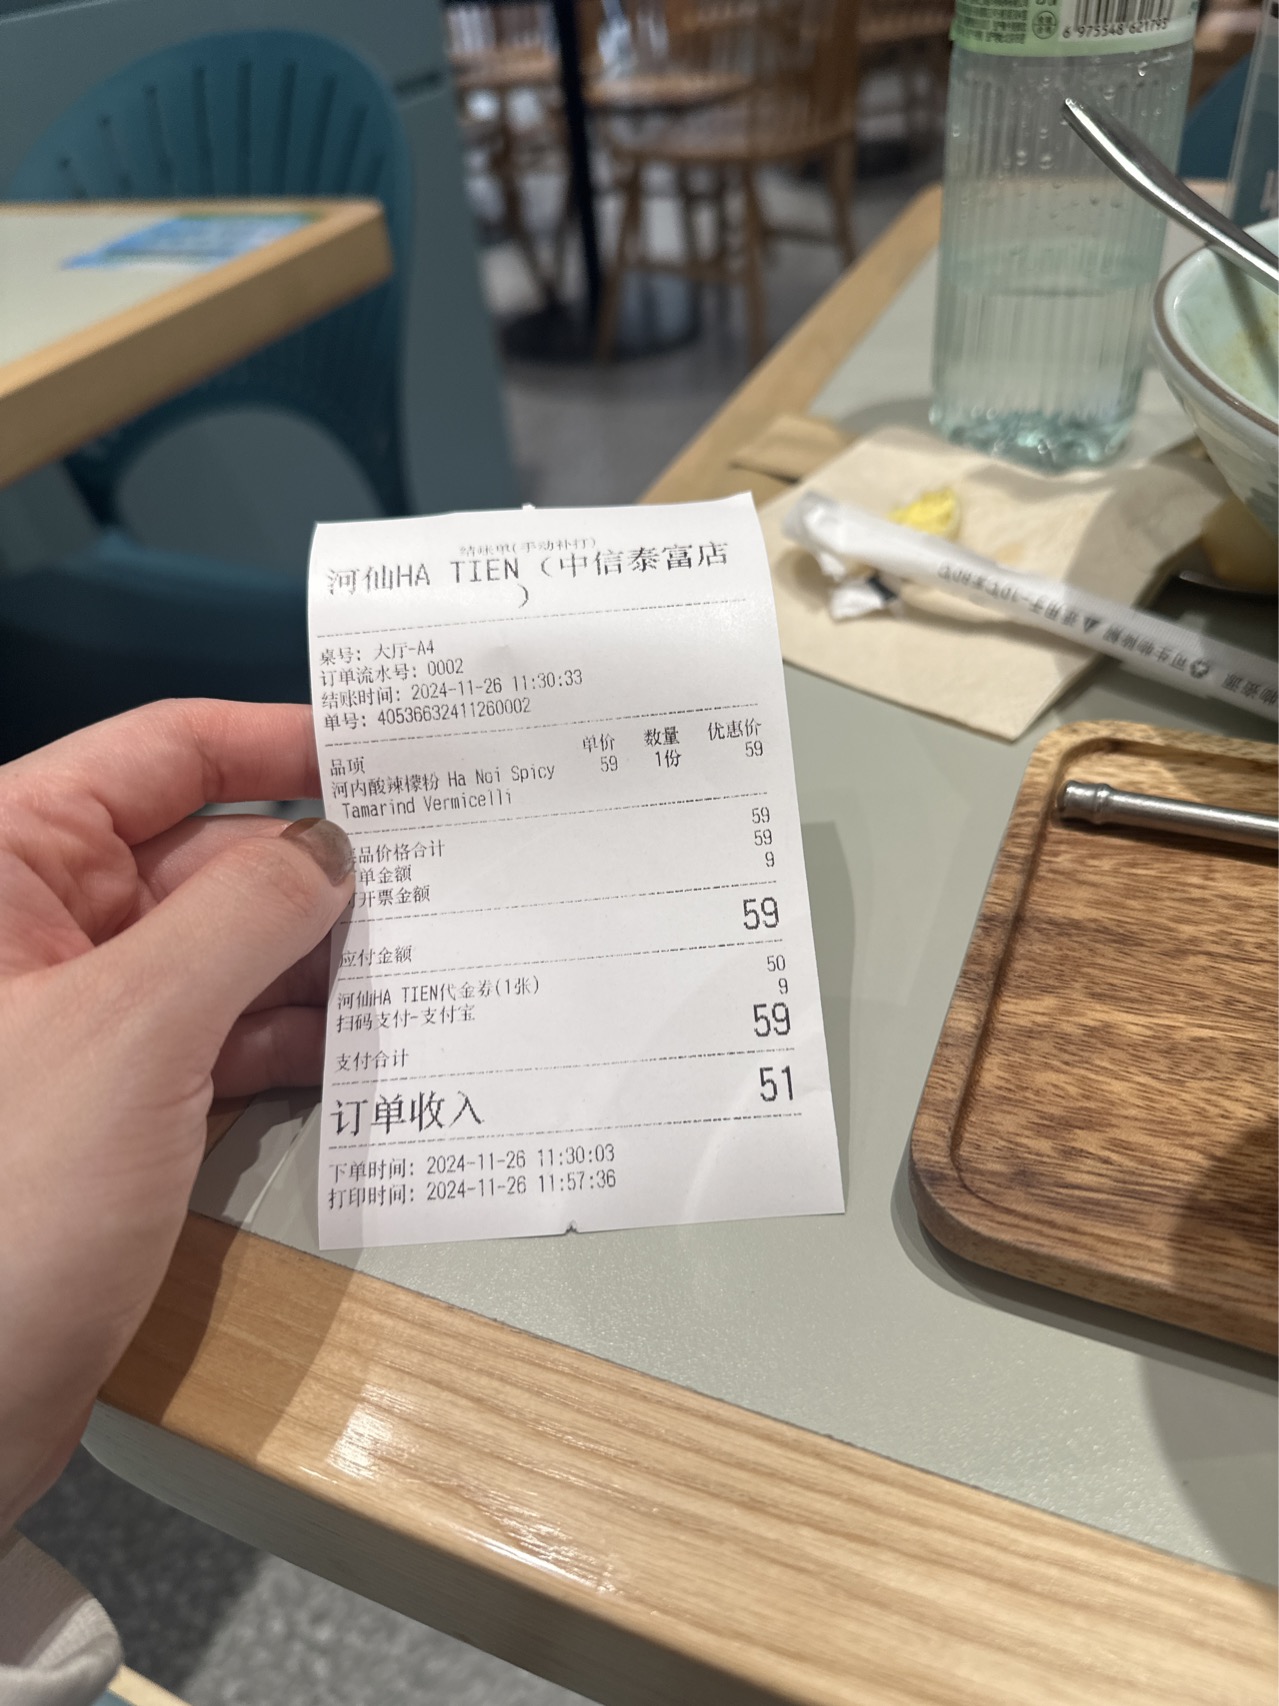 6 975548 621793
结账单(手动补打)
河仙HA TIEN（中信泰富店
）
桌号: 大厅-A4
订单流水号: 0002
结账时间: 2024-11-26 11:30:33
单号: 40536632411260002
品项 单价 数量 优惠价
河内酸辣檬粉 Ha Noi Spicy 59 1份 59
Tamarind Vermicelli
品价格合计 59
单金额 59
开票金额 9
应付金额 59
河仙HA TIEN代金券(1张) 50
扫码支付-支付宝 9
支付合计 59
订单收入 51
下单时间: 2024-11-26 11:30:03
打印时间: 2024-11-26 11:57:36